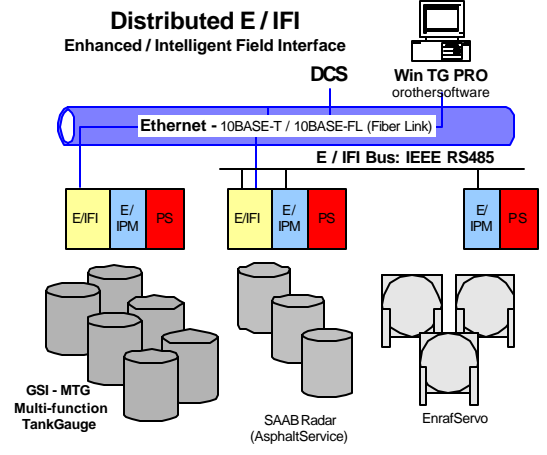 Distributed E / IFI
Enhanced / Intelligent Field Interface
DCS
Win TG PRO
orothersoftware
Ethernet - 10BASE-T / 10BASE-FL (Fiber Link)
E / IFI Bus: IEEE RS485
E/IFI
E/
IPM
PS
E/IFI
E/
IPM
PS
E/
IPM
PS
GSI - MTG
Multi-function
TankGauge
SAAB Radar
(AsphaltService)
EnrafServo